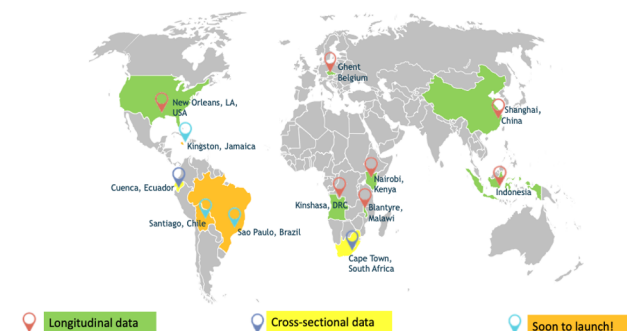 Ghent
Belgium
New Orleans, LA,
USA
Shanghai,
China
Kingston, Jamaica
Cuenca, Ecuador
Nairobi,
Kenya
Indonesia
Kinshasa, DRC
Blantyre,
Malawi
Santiago, Chile
Sao Paulo, Brazil
Cape Town,
South Africa
Longitudinal data
Cross-sectional data
Soon to launch!